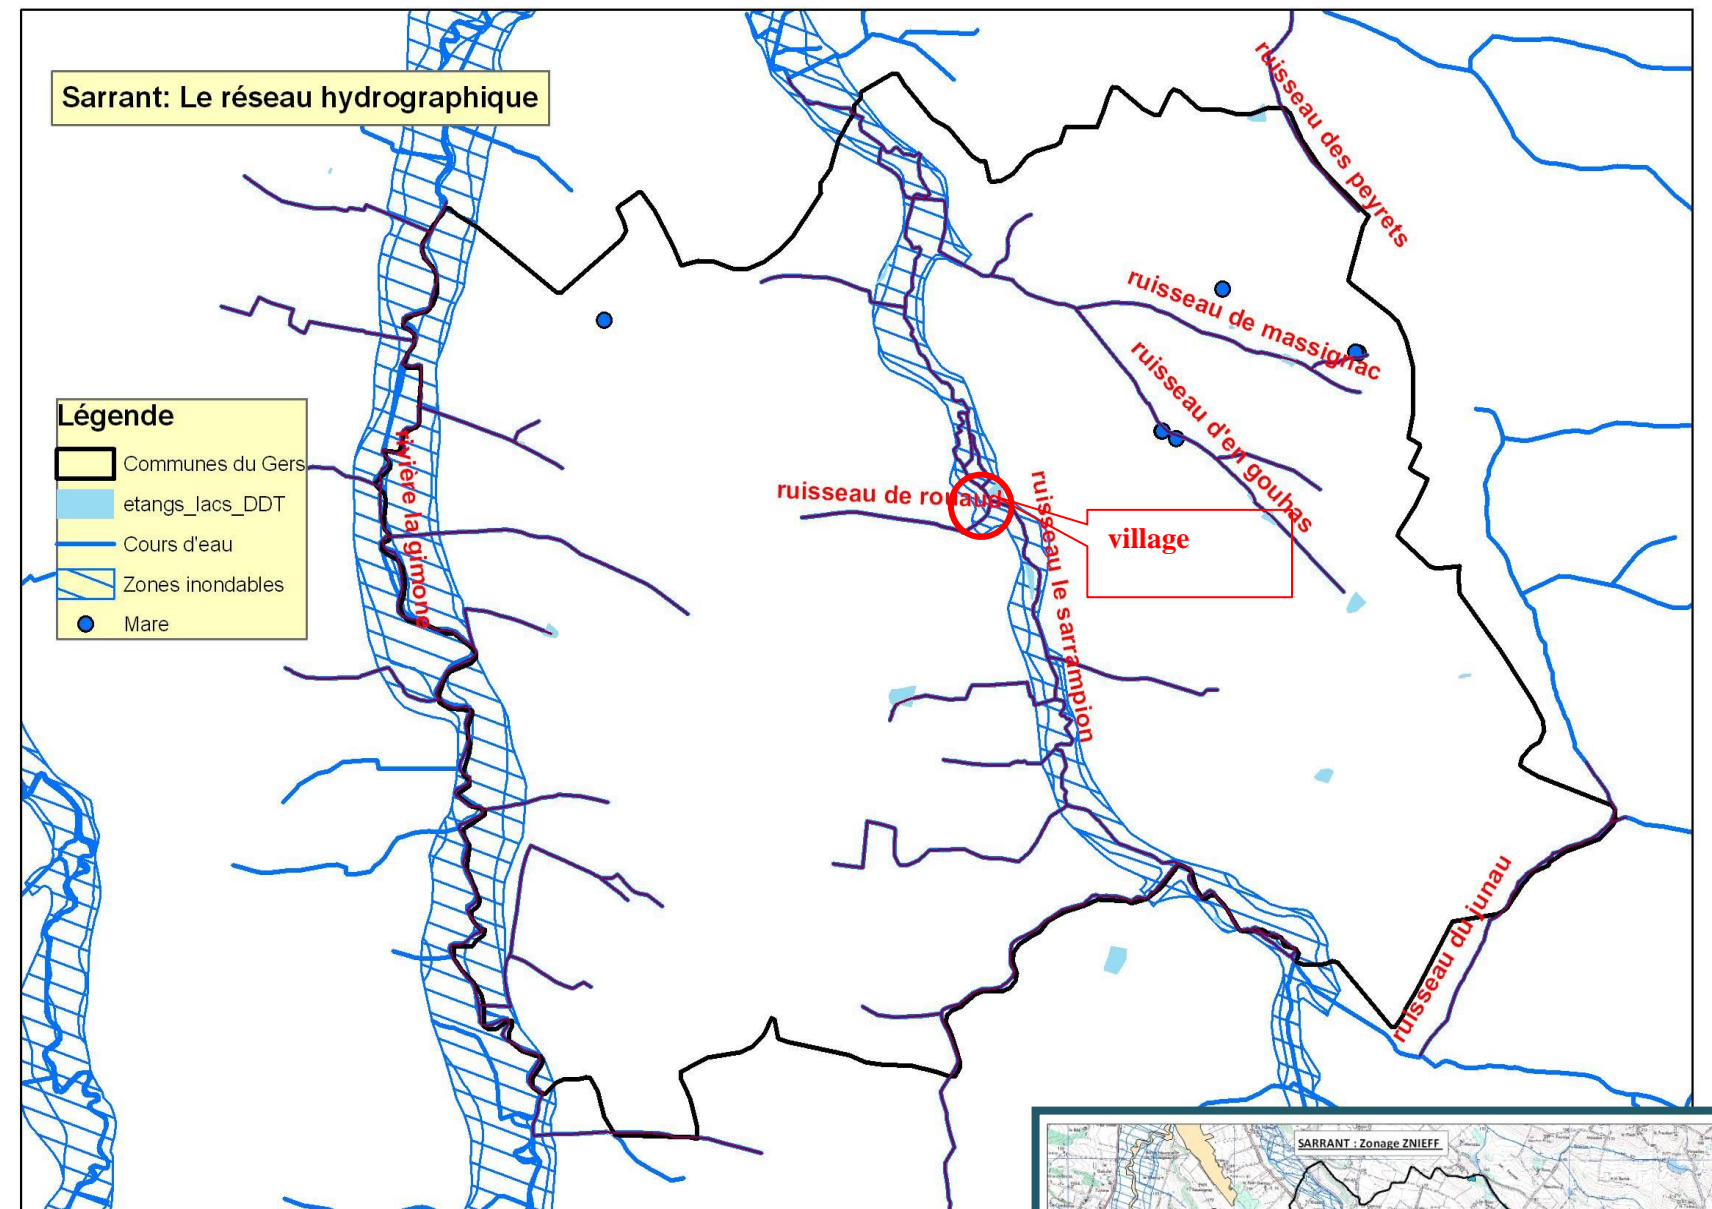 Sarrant: Le réseau hydrographique
ruisseau des peyrets
ruisseau de massignac
ruisseau d'en gouhas
Légende
Communes du Gers
etangs_lacs_DDT
Cours d'eau
Zones inondables
Mare
rivière la gimone
ruisseau de rouaud
village
ruisseau le sarrampion
ruisseau du junau
SARRANT : Zonage ZNIEFF